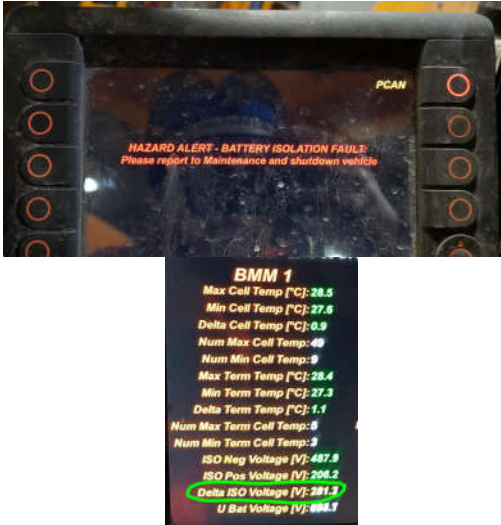 PCAN
HAZARD ALERT - BATTERY ISOLATION FAULT:
Please report to Maintenance and shutdown vehicle
BMM 1
Max Cell Temp [°C]: 28.5
Min Cell Temp [°C]: 27.6
Delta Cell Temp [°C]: 0.9
Num Max Cell Temp: 49
Num Min Cell Temp: 9
Max Term Temp [°C]: 28.4
Min Term Temp [°C]: 27.3
Delta Term Temp [°C]: 1.1
Num Max Term Cell Temp: 5
Num Min Term Cell Temp: 3
ISO Neg Voltage [V]: 487.9
ISO Pos Voltage [V]: 206.2
Delta ISO Voltage [V]: 281.7
U Bat Voltage [V]: